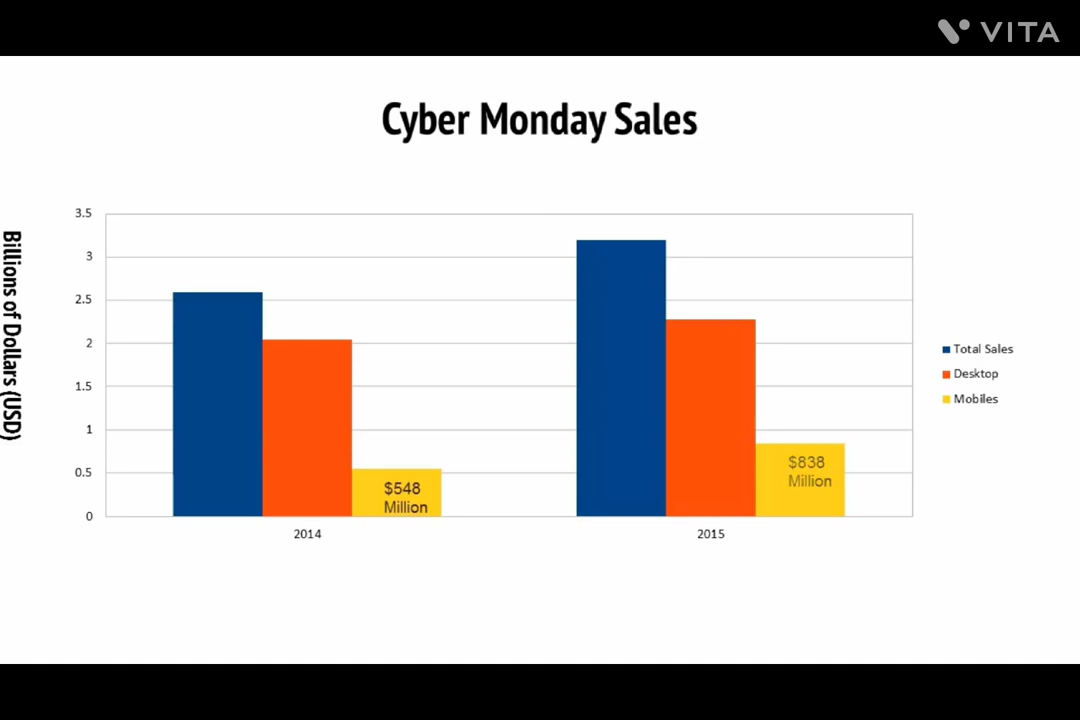 VITA
Cyber Monday Sales
Billions of Dollars (USD)
3.5
3
2.5
2
1.5
1
0.5
0
$548
Million
$838
Million
2014
2015
Total Sales
Desktop
Mobiles